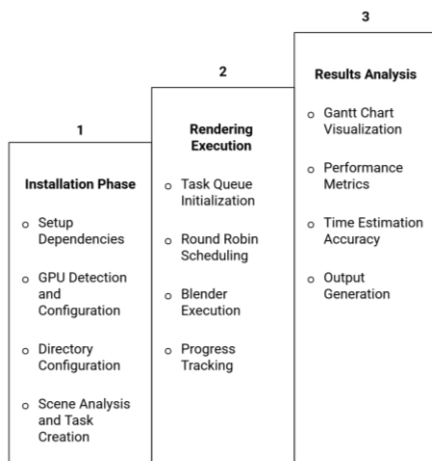 1
Installation Phase
Setup
Dependencies
GPU Detection
and
Configuration
Directory
Configuration
Scene Analysis
and Task
Creation
2
Rendering
Execution
Task Queue
Initialization
Round Robin
Scheduling
Blender
Execution
Progress
Tracking
3
Results Analysis
Gantt Chart
Visualization
Performance
Metrics
Time Estimation
Accuracy
Output
Generation